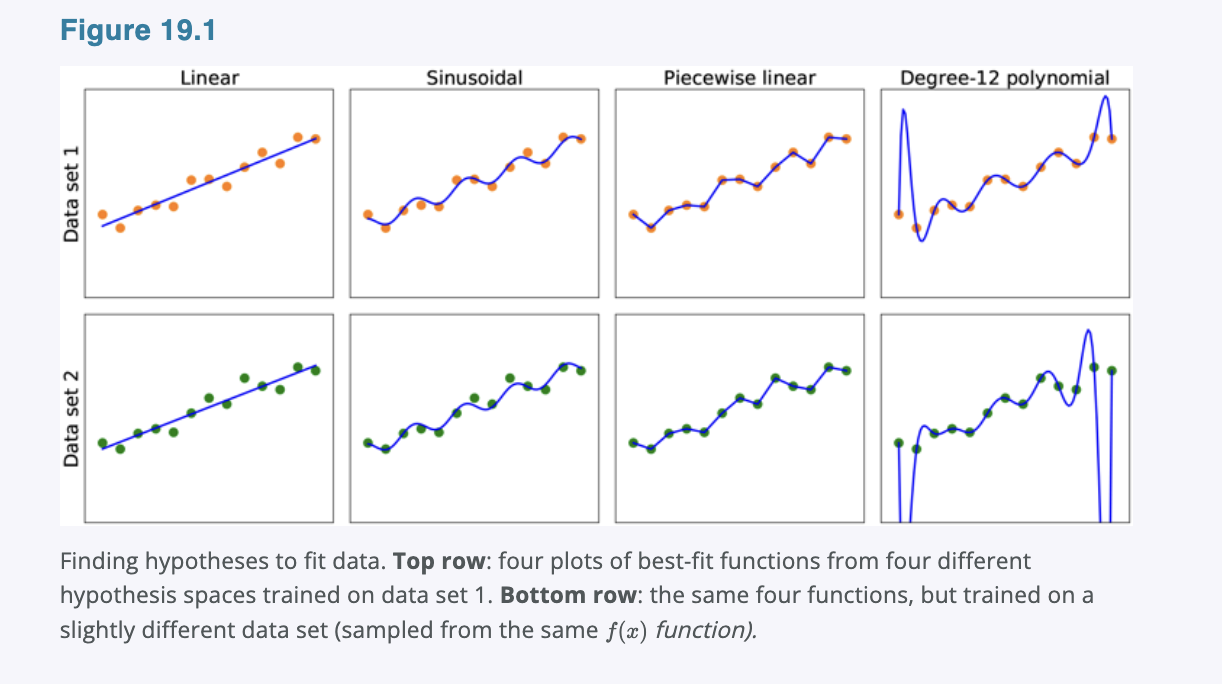 Figure 19.1
Linear
Sinusoidal
Piecewise linear
Degree-12 polynomial
Data set 1
Data set 2
Finding hypotheses to fit data. Top row: four plots of best-fit functions from four different
hypothesis spaces trained on data set 1. Bottom row: the same four functions, but trained on a
slightly different data set (sampled from the same f(x) function).